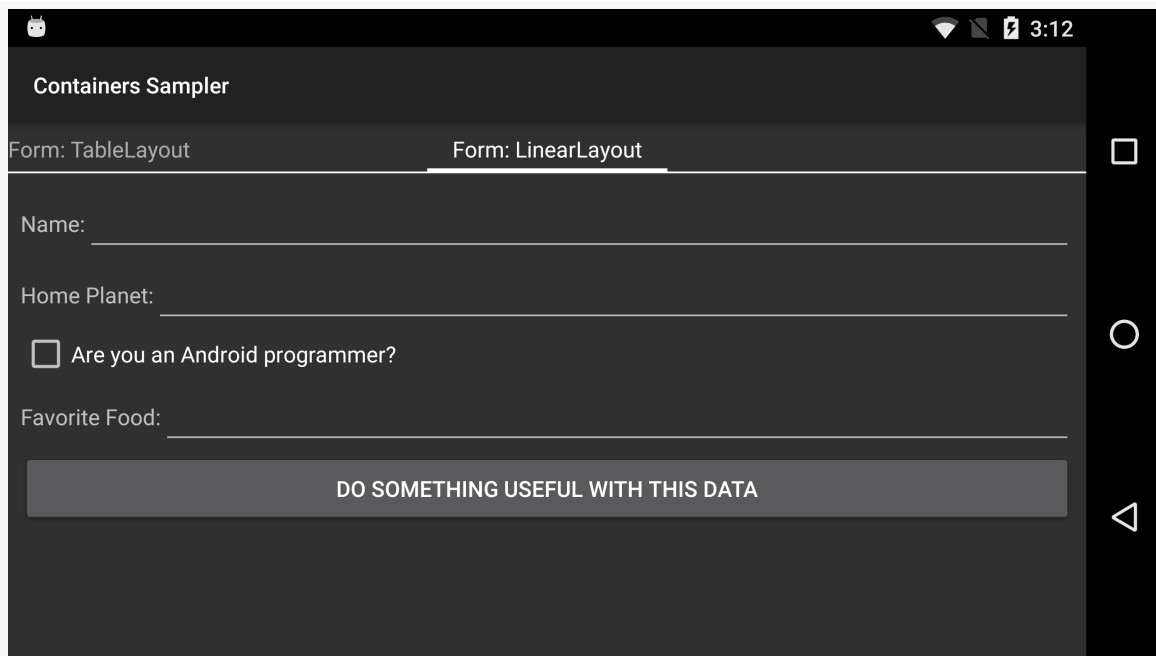 3:12
Containers Sampler
Form: TableLayout
Form: LinearLayout
Name:
Home Planet:
Are you an Android programmer?
Favorite Food:
DO SOMETHING USEFUL WITH THIS DATA